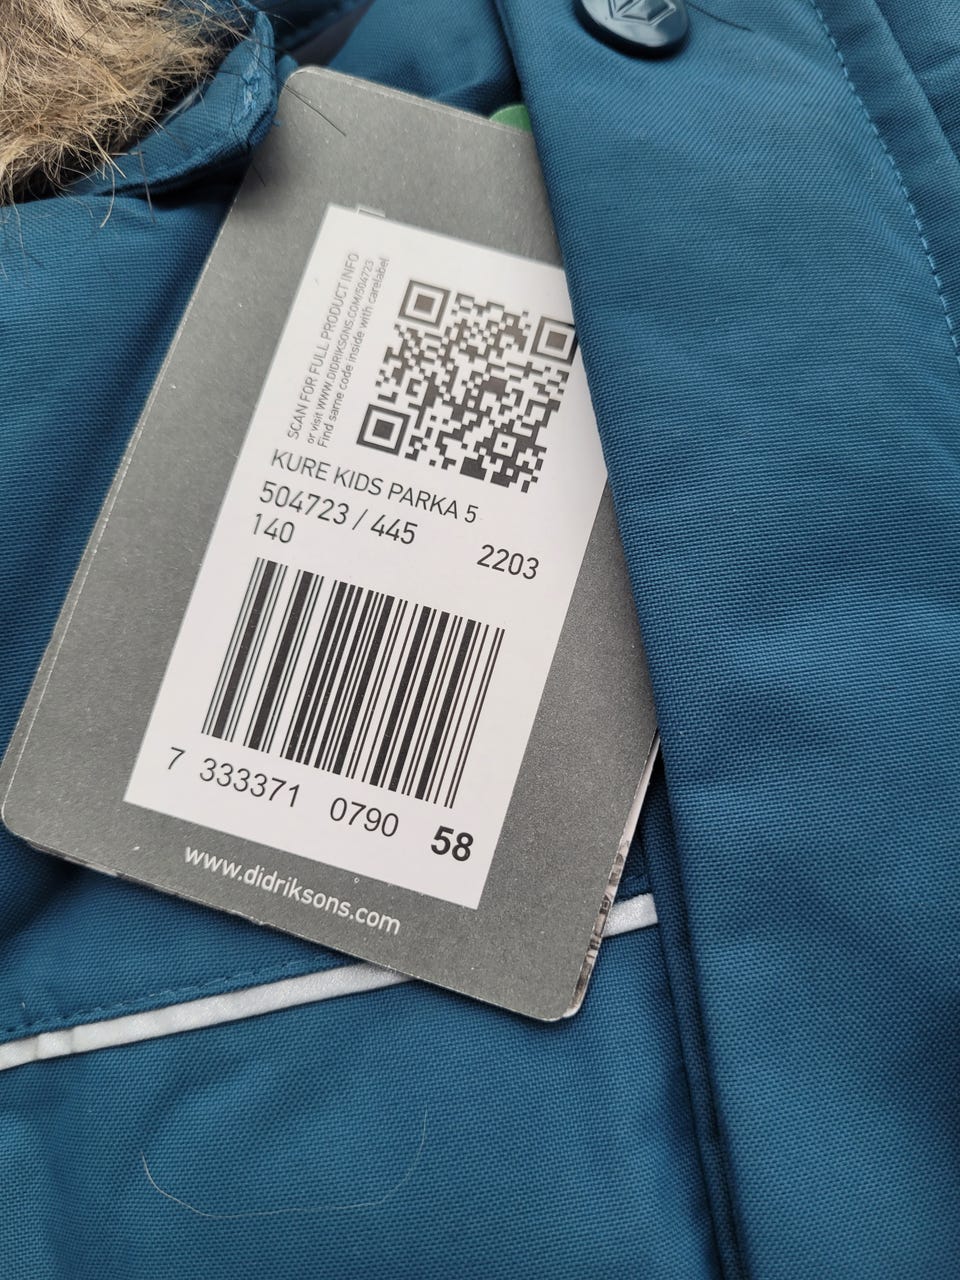 SCAN FOR FULL PRODUCT INFO
or visit WWW.DIDRIKSONS.COM/504723
Find same code inside with carelabel
KURE KIDS PARKA 5
504723 / 445
140
2203
7 333371 0790 58
www.didriksons.com